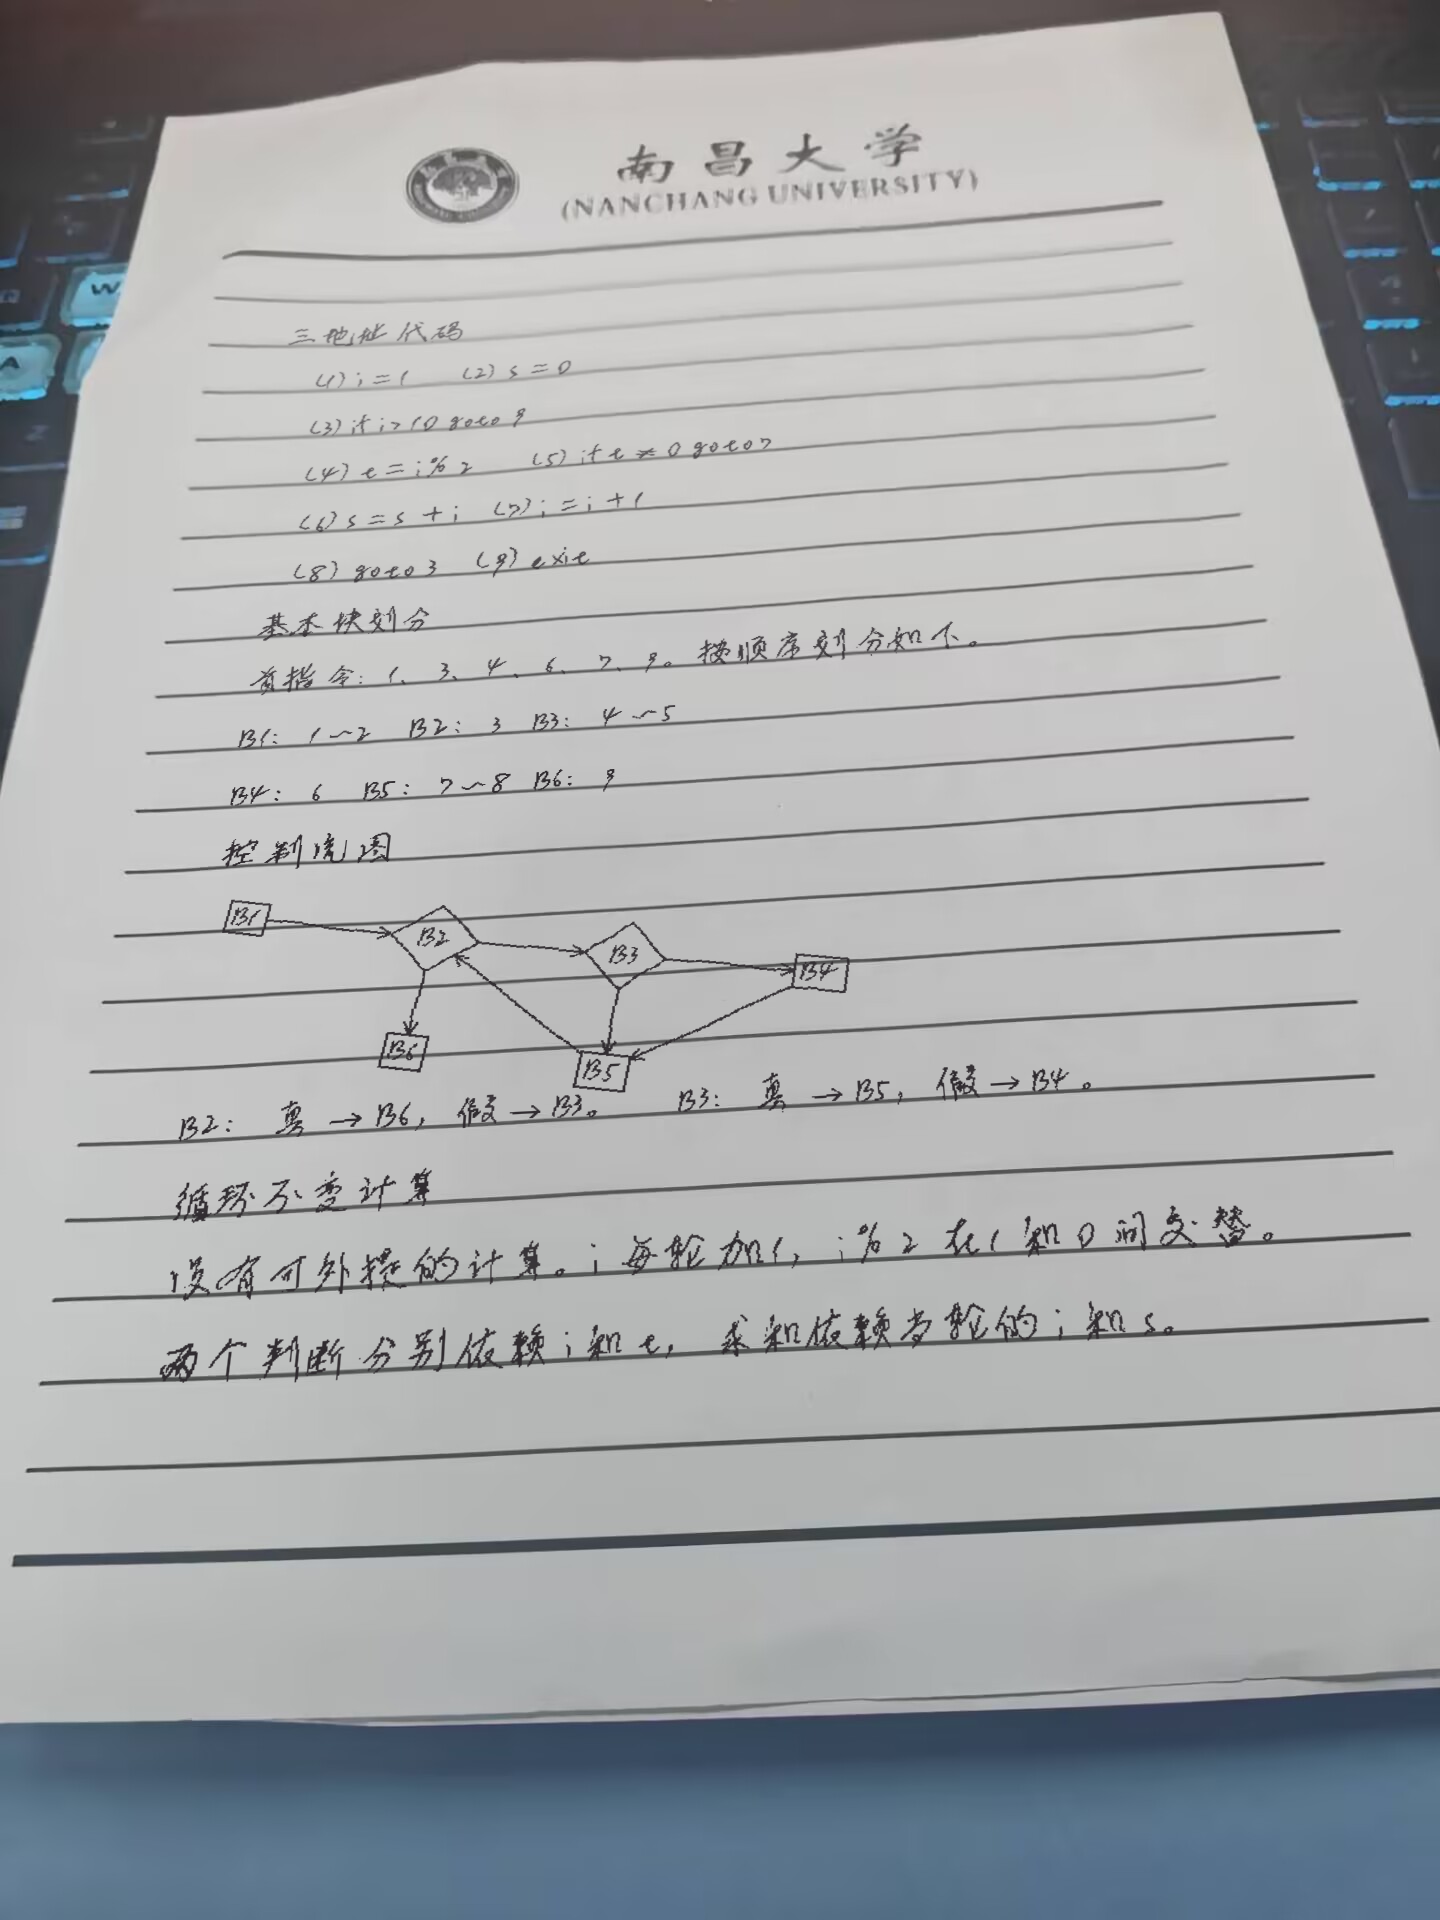 南昌大学
(NANCHANG UNIVERSITY)
三地址代码
(1) i=1 (2) s=0
(3) if i>10 goto 9
(4) t=i%2 (5) if t≠0 goto 7
(6) s=s+i (7) i=i+1
(8) goto 3 (9) exit
基本块划分
首指令：1、3、4、6、7、9。按顺序划分如下。
B1：1~2 B2：3 B3：4~5
B4：6 B5：7~8 B6：9
控制流图
B1 B2 B3 B4
B6 B5
B2：真→B6，假→B3。 B3：真→B5，假→B4。
循环不变计算
没有可外提的计算。i每轮加1，i%2在1和0间交替。
两个判断分别依赖i和t，求和依赖当轮的i和s。
W
A